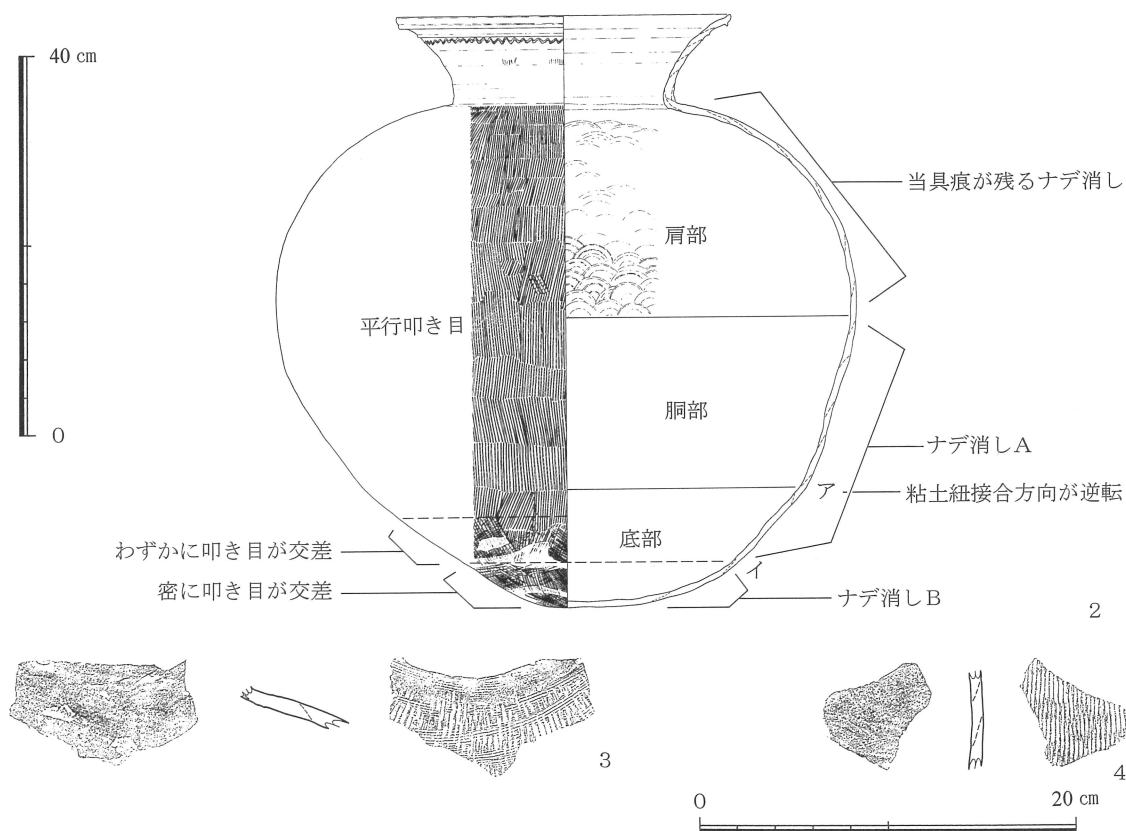 40 cm
0
当具痕が残るナデ消し
肩部
平行叩き目
胴部
ナデ消しA
ア
粘土紐接合方向が逆転
わずかに叩き目が交差
底部
イ
密に叩き目が交差
ナデ消しB
2
3
4
0
20 cm